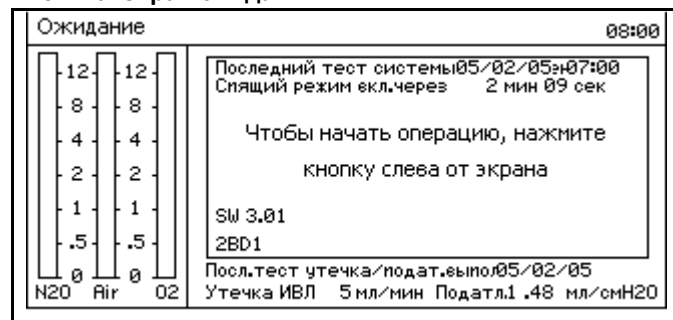 Ожидание 08:00
Последний тест системы05/02/05эн07:00
Спящий режим вкл.через 2 мин 09 сек
Чтобы начать операцию, нажмите
кнопку слева от экрана
SW 3.01
2BD1
12 12
8 8
4 4
2 2
1 1
.5 .5
0 0
N2O Air O2
Посл.тест утечка/подат.выпол05/02/05
Утечка ИВЛ 5 мл/мин Податл.1 .48 мл/смH2O